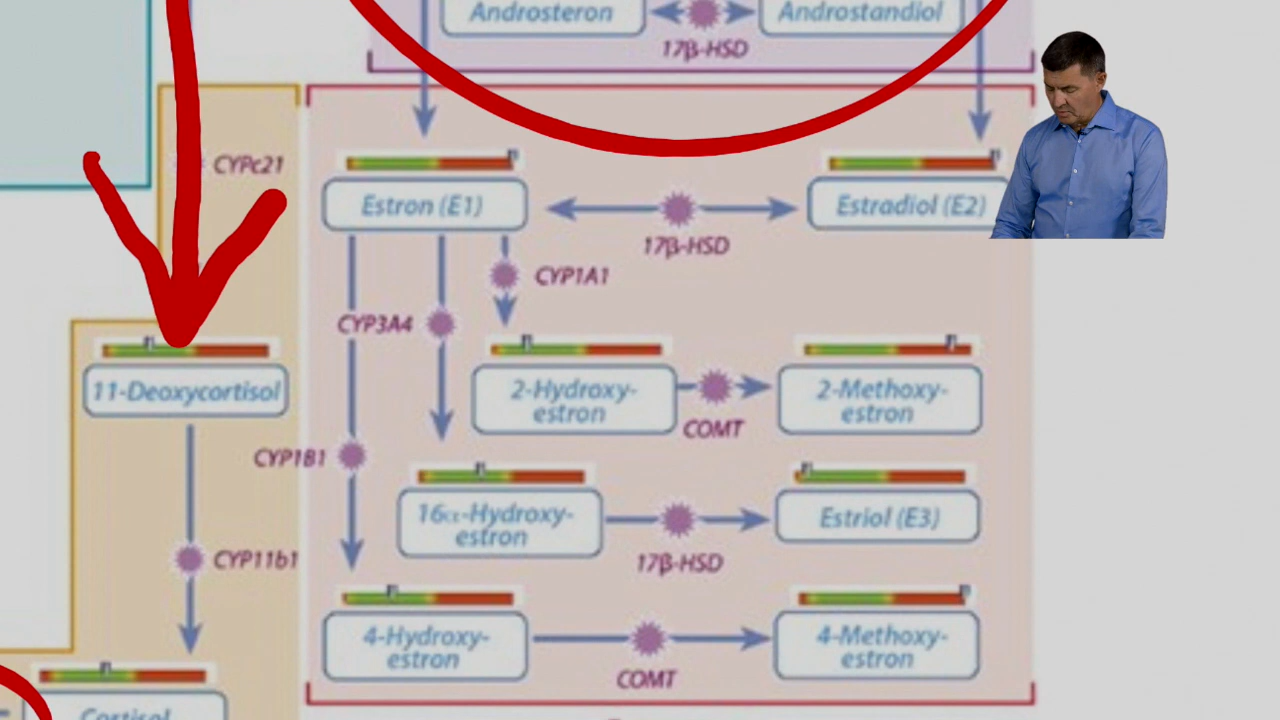 Androsteron
Androstandiol
17β-HSD
CYPc21
Estron (E1)
Estradiol (E2)
17β-HSD
CYP1A1
CYP3A4
11-Deoxycortisol
2-Hydroxy-
estron
2-Methoxy-
estron
COMT
CYP1B1
16α-Hydroxy-
estron
Estriol (E3)
CYP11b1
17β-HSD
4-Hydroxy-
estron
4-Methoxy-
estron
COMT
Cortisol